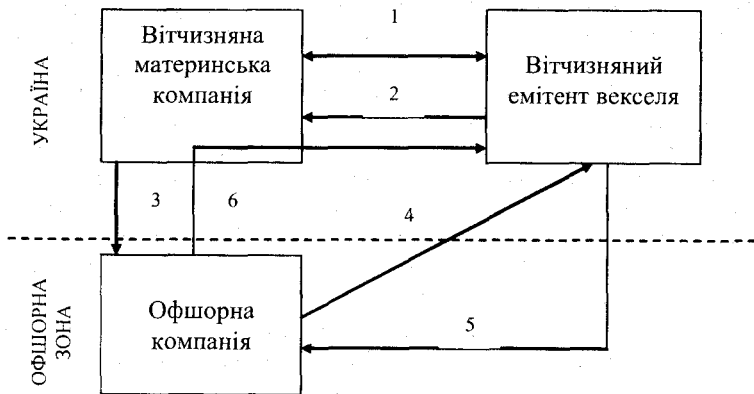 УКРАЇНА
Вітчизняна
материнська
компанія
1
2
Вітчизняний
емітент векселя
3
6
4
ОФШОРНА
ЗОНА
Офшорна
компанія
5